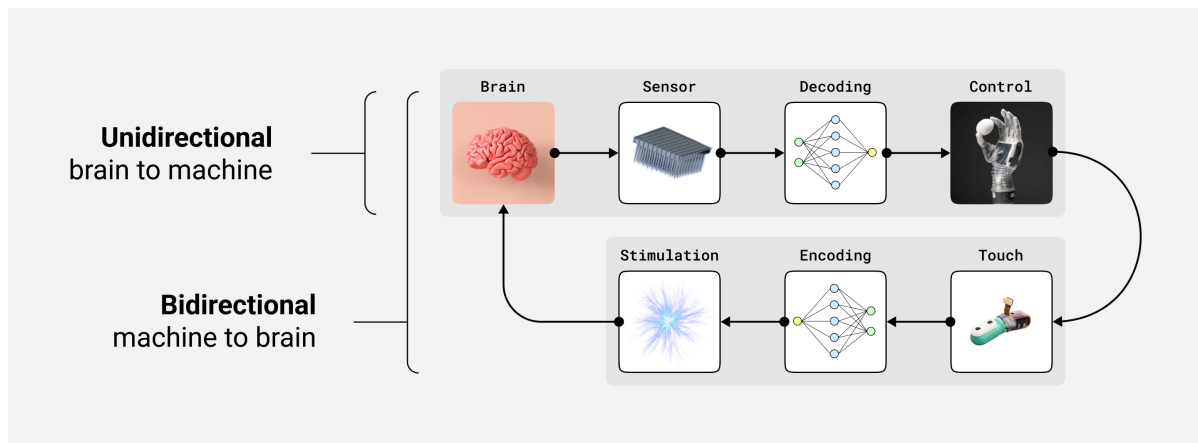 Brain
Sensor
Decoding
Control
Unidirectional
brain to machine
Stimulation
Encoding
Touch
Bidirectional
machine to brain